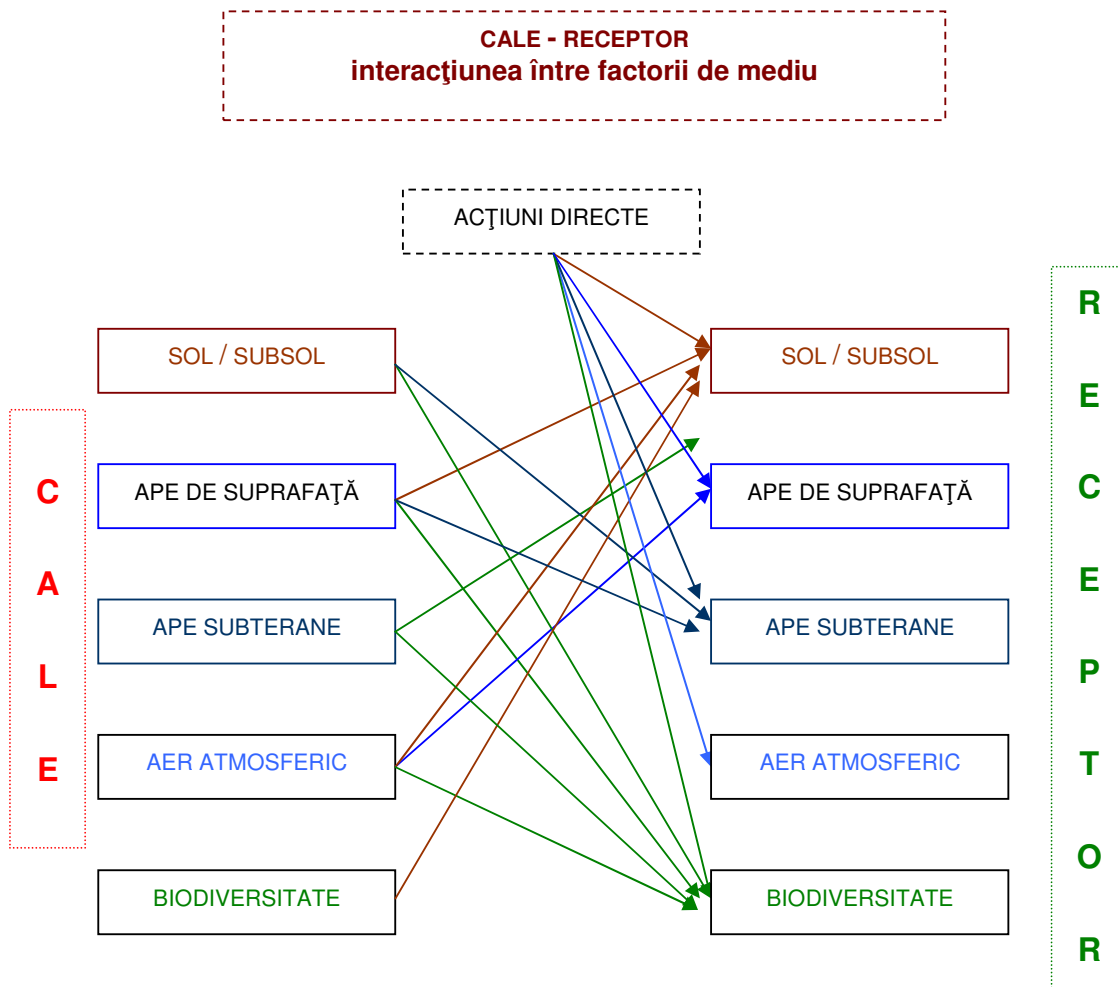 CALE - RECEPTOR
interacţiunea între factorii de mediu
ACŢIUNI DIRECTE
SOL / SUBSOL
SOL / SUBSOL
APE DE SUPRAFAŢĂ
APE DE SUPRAFAŢĂ
APE SUBTERANE
APE SUBTERANE
AER ATMOSFERIC
AER ATMOSFERIC
BIODIVERSITATE
BIODIVERSITATE
C
A
L
E
R
E
C
E
P
T
O
R